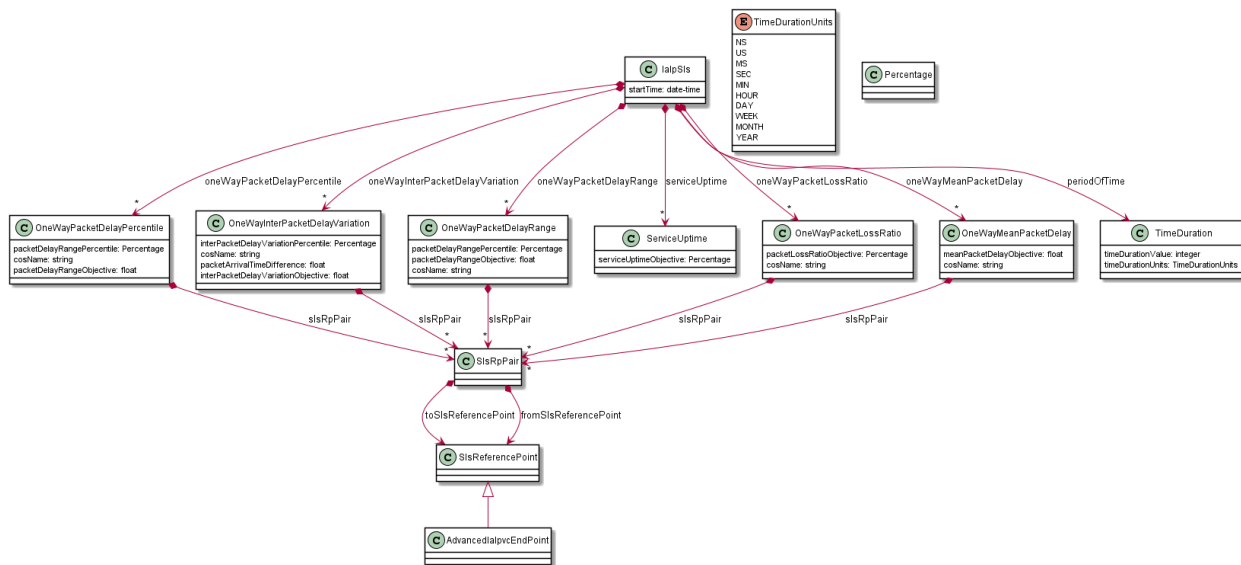 E TimeDurationUnits
NS
US
MS
SEC
MIN
HOUR
DAY
WEEK
MONTH
YEAR
C IaIpSls
startTime: date-time
C Percentage
oneWayPacketDelayPercentile
oneWayInterPacketDelayVariation
oneWayPacketDelayRange
serviceUptime
oneWayPacketLossRatio
oneWayMeanPacketDelay
periodOfTime
*
*
*
*
*
*
C OneWayPacketDelayPercentile
packetDelayRangePercentile: Percentage
cosName: string
packetDelayRangeObjective: float
C OneWayInterPacketDelayVariation
interPacketDelayVariationPercentile: Percentage
cosName: string
packetArrivalTimeDifference: float
interPacketDelayVariationObjective: float
C OneWayPacketDelayRange
packetDelayRangePercentile: Percentage
packetDelayRangeObjective: float
cosName: string
C ServiceUptime
serviceUptimeObjective: Percentage
C OneWayPacketLossRatio
packetLossRatioObjective: Percentage
cosName: string
C OneWayMeanPacketDelay
meanPacketDelayObjective: float
cosName: string
C TimeDuration
timeDurationValue: integer
timeDurationUnits: TimeDurationUnits
slsRpPair
slsRpPair
slsRpPair
slsRpPair
slsRpPair
*
*
*
*
*
C SlsRpPair
toSlsReferencePoint
fromSlsReferencePoint
C SlsReferencePoint
C AdvancedIaIpvcEndPoint